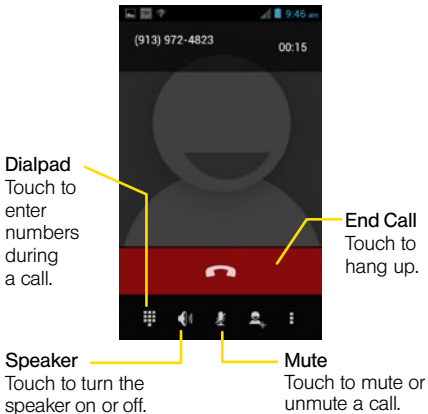 9:46 am
(913) 972-4823
00:15
Dialpad
Touch to
enter
numbers
during
a call.
End Call
Touch to
hang up.
Speaker
Touch to turn the
speaker on or off.
Mute
Touch to mute or
unmute a call.